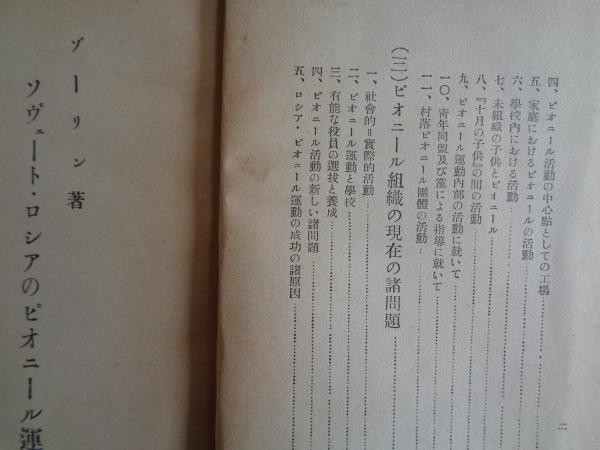 四、ピオニール活動の中心點としての工場
五、家庭におけるピオニールの活動
六、學校内における活動
七、未組織の子供とピオニール
八、『十月の子供』の間の活動
九、ピオニール運動内部の活動に就いて
一〇、青年同盟及び黨による指導に就いて
一一、村落ピオニール團體の活動
(三)ピオニール組織の現在の諸問題
一、社會的＝實際的活動
二、ピオニール運動と學校
三、有能な役員の選拔と養成
四、ピオニール活動の新しい諸問題
五、ロシア・ピオニール運動の成功の諸原因
二
ゾーリン著
ソヴェート・ロシアのピオニール運